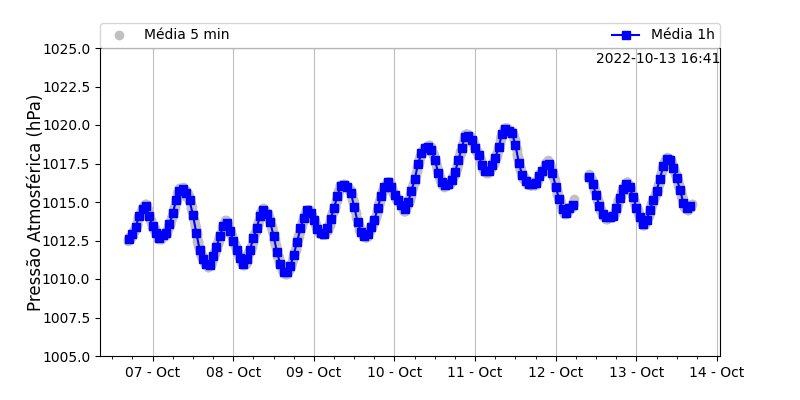 Média 5 min
Média 1h
2022-10-13 16:41
Pressão Atmosférica (hPa)
1025.0
1022.5
1020.0
1017.5
1015.0
1012.5
1010.0
1007.5
1005.0
07 - Oct
08 - Oct
09 - Oct
10 - Oct
11 - Oct
12 - Oct
13 - Oct
14 - Oct